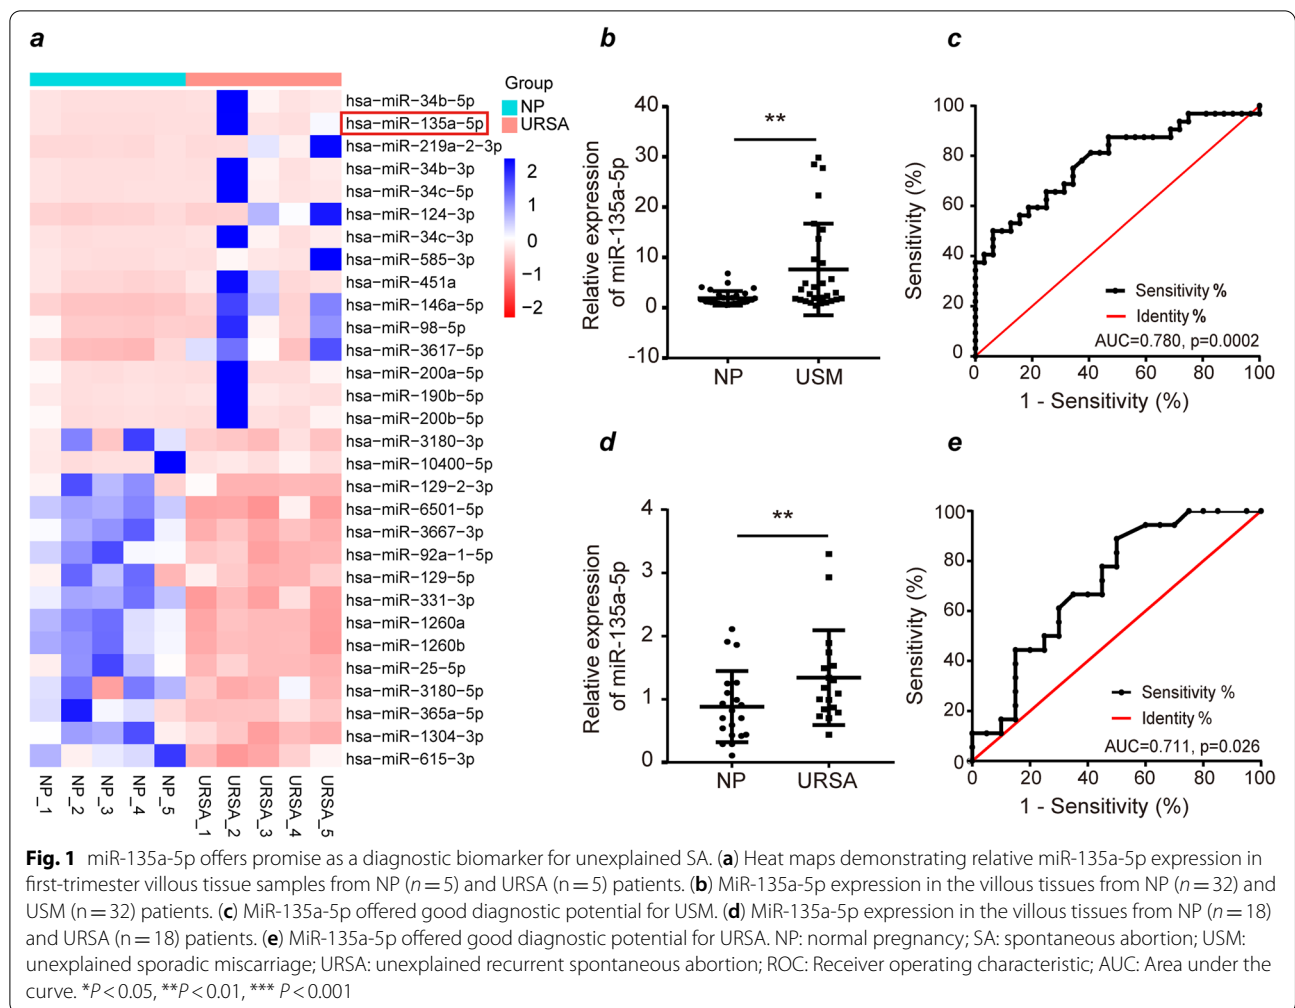 a
Group
NP
URSA
2
1
0
−1
−2
hsa−miR−34b−5p
hsa−miR−135a−5p
hsa−miR−219a−2−3p
hsa−miR−34b−3p
hsa−miR−34c−5p
hsa−miR−124−3p
hsa−miR−34c−3p
hsa−miR−585−3p
hsa−miR−451a
hsa−miR−146a−5p
hsa−miR−98−5p
hsa−miR−3617−5p
hsa−miR−200a−5p
hsa−miR−190b−5p
hsa−miR−200b−5p
hsa−miR−3180−3p
hsa−miR−10400−5p
hsa−miR−129−2−3p
hsa−miR−6501−5p
hsa−miR−3667−3p
hsa−miR−92a−1−5p
hsa−miR−129−5p
hsa−miR−331−3p
hsa−miR−1260a
hsa−miR−1260b
hsa−miR−25−5p
hsa−miR−3180−5p
hsa−miR−365a−5p
hsa−miR−1304−3p
hsa−miR−615−3p
NP_1
NP_2
NP_3
NP_4
NP_5
URSA_1
URSA_2
URSA_3
URSA_4
URSA_5
b
Relative expression
of miR-135a-5p
40
30
20
10
0
-10
**
NP
USM
c
Sensitivity (%)
100
80
60
40
20
0
Sensitivity %
Identity %
AUC=0.780, p=0.0002
0
20
40
60
80
100
1 - Sensitivity (%)
d
Relative expression
of miR-135a-5p
4
3
2
1
0
**
NP
URSA
e
Sensitivity (%)
100
80
60
40
20
0
Sensitivity %
Identity %
AUC=0.711, p=0.026
0
20
40
60
80
100
1 - Sensitivity (%)
Fig. 1 miR-135a-5p offers promise as a diagnostic biomarker for unexplained SA. (a) Heat maps demonstrating relative miR-135a-5p expression in
first-trimester villous tissue samples from NP (n = 5) and URSA (n = 5) patients. (b) MiR-135a-5p expression in the villous tissues from NP (n = 32) and
USM (n = 32) patients. (c) MiR-135a-5p offered good diagnostic potential for USM. (d) MiR-135a-5p expression in the villous tissues from NP (n = 18)
and URSA (n = 18) patients. (e) MiR-135a-5p offered good diagnostic potential for URSA. NP: normal pregnancy; SA: spontaneous abortion; USM:
unexplained sporadic miscarriage; URSA: unexplained recurrent spontaneous abortion; ROC: Receiver operating characteristic; AUC: Area under the
curve. *P < 0.05, **P < 0.01, *** P < 0.001